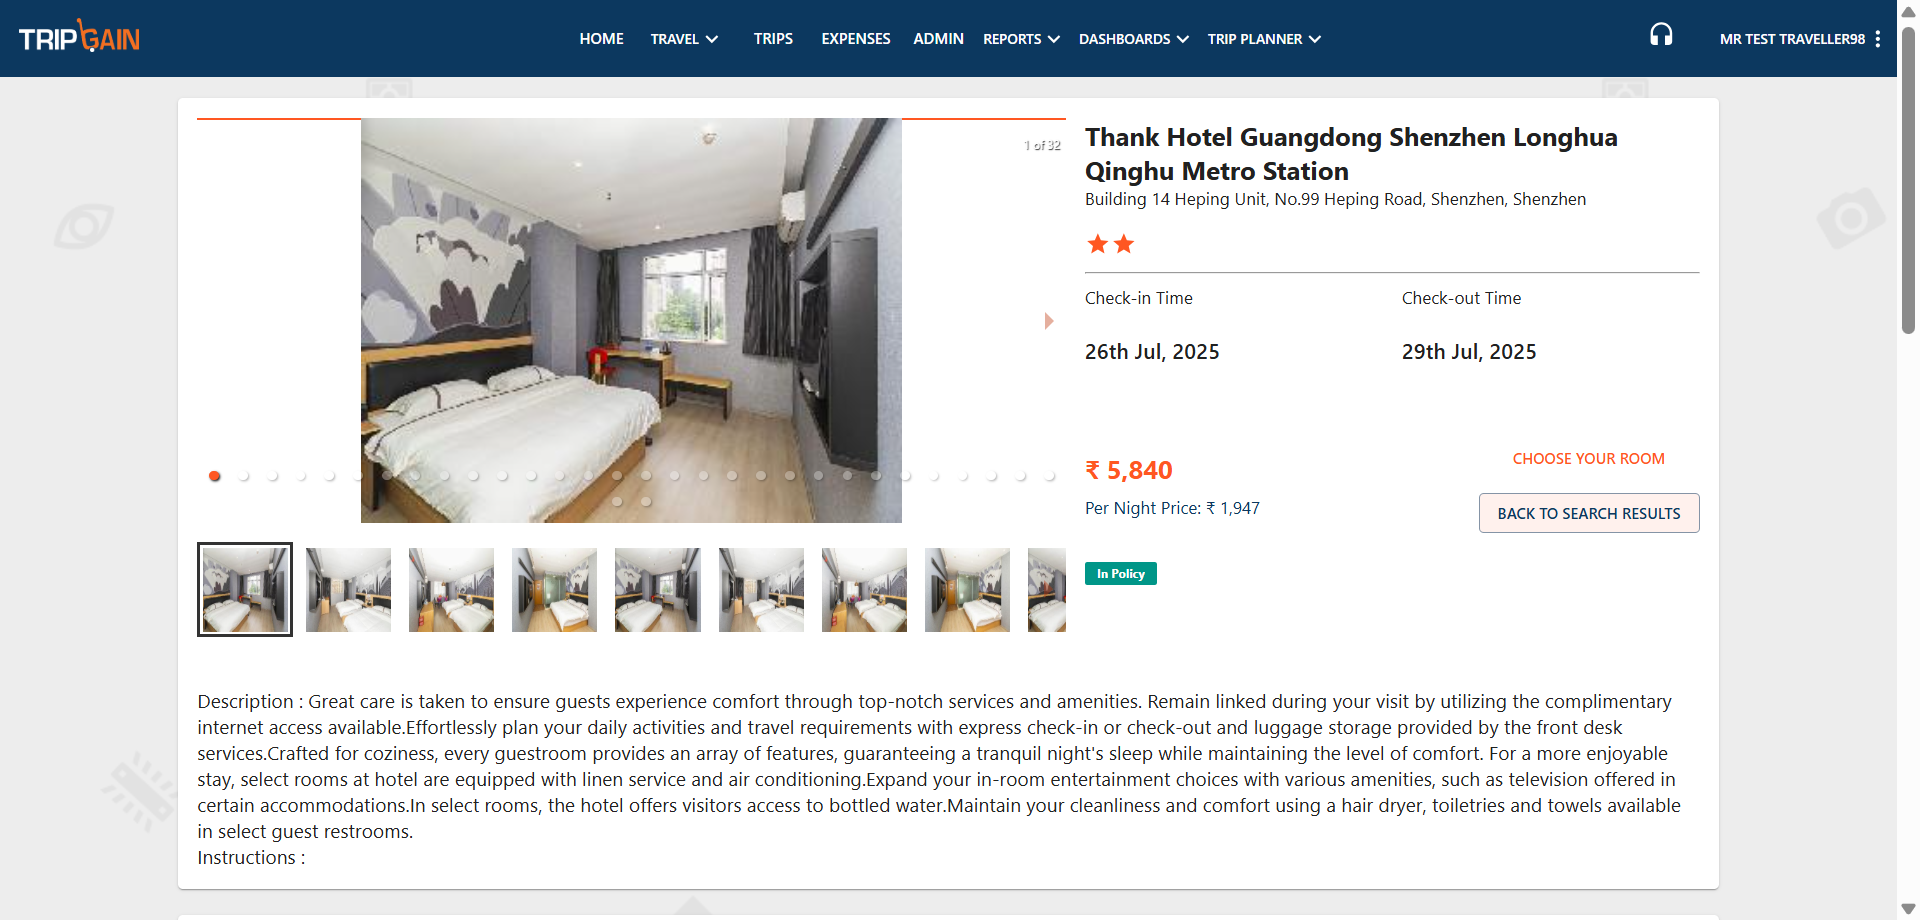 TRIPGAIN
HOME TRAVEL TRIPS EXPENSES ADMIN REPORTS DASHBOARDS TRIP PLANNER MR TEST TRAVELLER98
1 of 32
Thank Hotel Guangdong Shenzhen Longhua
Qinghu Metro Station
Building 14 Heping Unit, No.99 Heping Road, Shenzhen, Shenzhen
Check-in Time Check-out Time
26th Jul, 2025 29th Jul, 2025
₹ 5,840
CHOOSE YOUR ROOM
Per Night Price: ₹ 1,947
BACK TO SEARCH RESULTS
In Policy
Description : Great care is taken to ensure guests experience comfort through top-notch services and amenities. Remain linked during your visit by utilizing the complimentary
internet access available.Effortlessly plan your daily activities and travel requirements with express check-in or check-out and luggage storage provided by the front desk
services.Crafted for coziness, every guestroom provides an array of features, guaranteeing a tranquil night's sleep while maintaining the level of comfort. For a more enjoyable
stay, select rooms at hotel are equipped with linen service and air conditioning.Expand your in-room entertainment choices with various amenities, such as television offered in
certain accommodations.In select rooms, the hotel offers visitors access to bottled water.Maintain your cleanliness and comfort using a hair dryer, toiletries and towels available
in select guest restrooms.
Instructions :